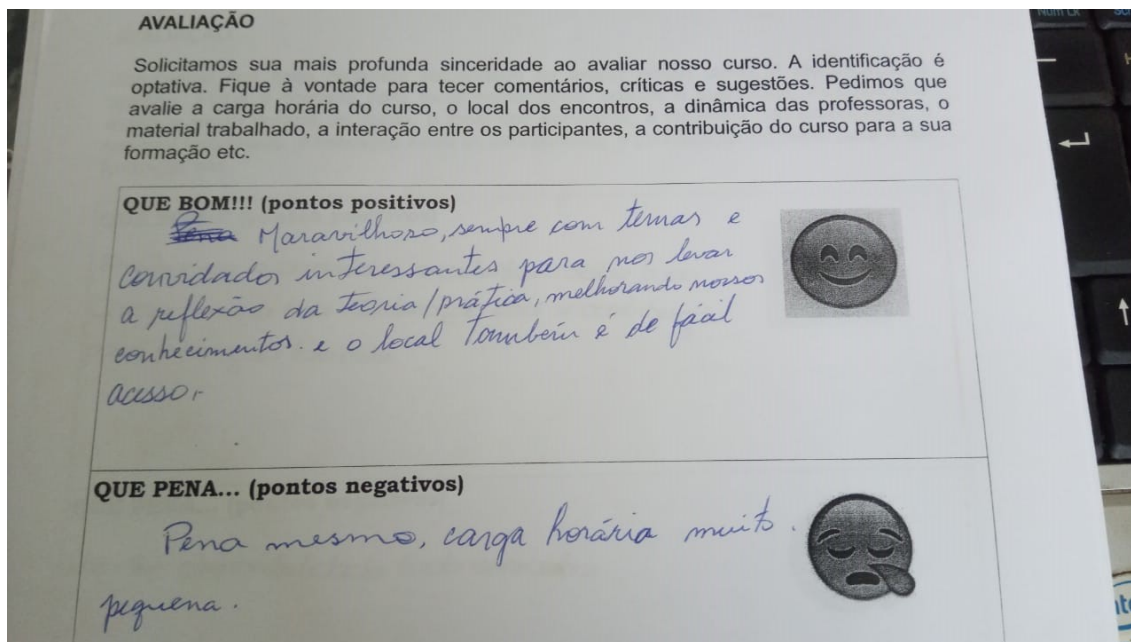 AVALIAÇÃO
Solicitamos sua mais profunda sinceridade ao avaliar nosso curso. A identificação é
optativa. Fique à vontade para tecer comentários, críticas e sugestões. Pedimos que
avalie a carga horária do curso, o local dos encontros, a dinâmica das professoras, o
material trabalhado, a interação entre os participantes, a contribuição do curso para a sua
formação etc.
QUE BOM!!! (pontos positivos)
Maravilhoso, sempre com temas e
convidados interessantes para nos levar
a reflexão da teoria/prática, melhorando nossos
conhecimentos. e o local também é de fácil
acesso.
QUE PENA... (pontos negativos)
Pena mesmo, carga horária muito
pequena.